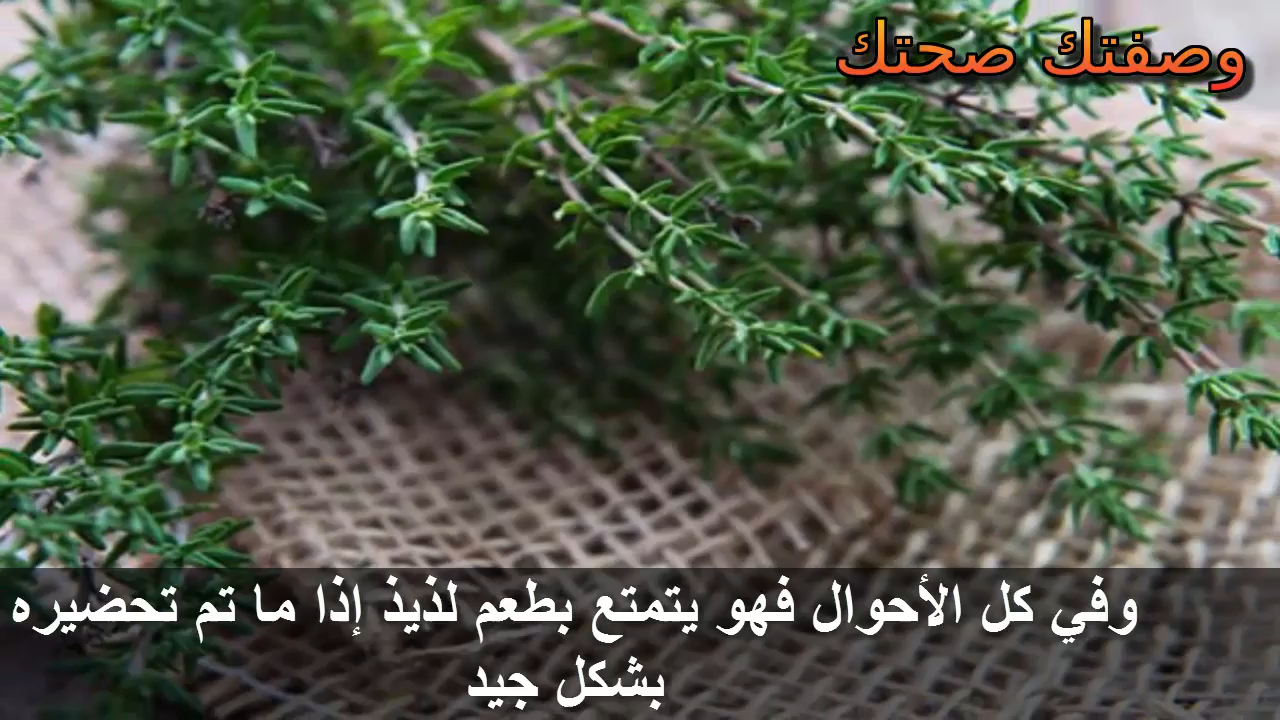 وصفتك صحتك
وفي كل الأحوال فهو يتمتع بطعم لذيذ إذا ما تم تحضيره
بشكل جيد